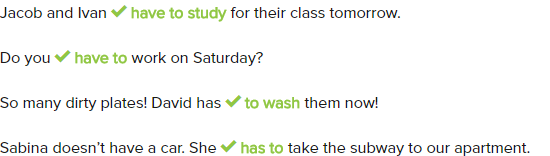 Jacob and Ivan ✔ have to study for their class tomorrow.
Do you ✔ have to work on Saturday?
So many dirty plates! David has ✔ to wash them now!
Sabina doesn’t have a car. She ✔ has to take the subway to our apartment.